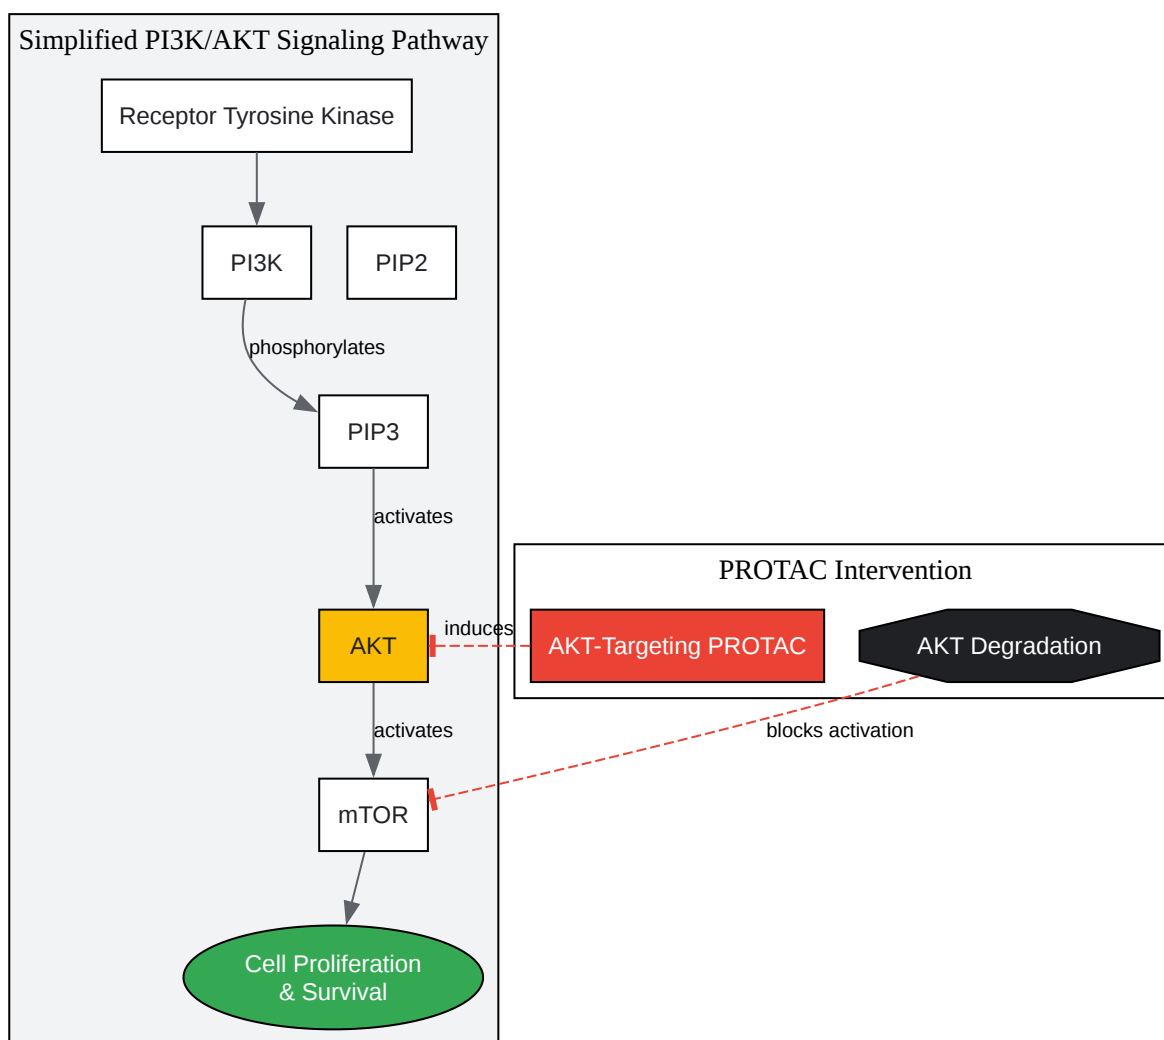 Simplified PI3K/AKT Signaling Pathway
Receptor Tyrosine Kinase
PI3K
PIP2
phosphorylates
PIP3
activates
PROTAC Intervention
AKT
induces
AKT-Targeting PROTAC
AKT Degradation
activates
blocks activation
mTOR
Cell Proliferation
& Survival